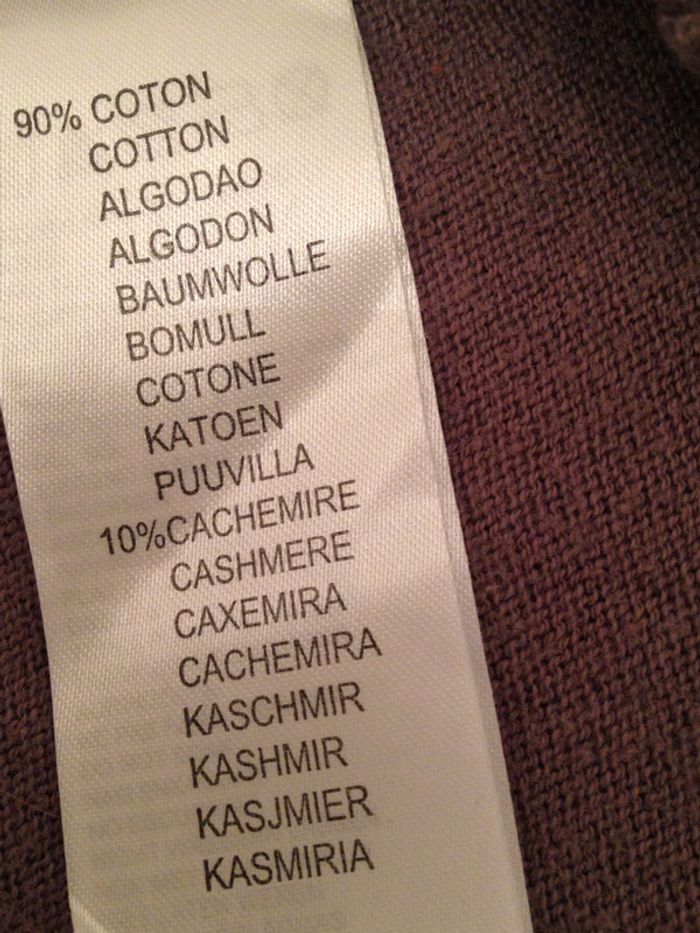 90% COTON
COTTON
ALGODAO
ALGODON
BAUMWOLLE
BOMULL
COTONE
KATOEN
PUUVILLA
10%CACHEMIRE
CASHMERE
CAXEMIRA
CACHEMIRA
KASCHMIR
KASHMIR
KASJMIER
KASMIRIA